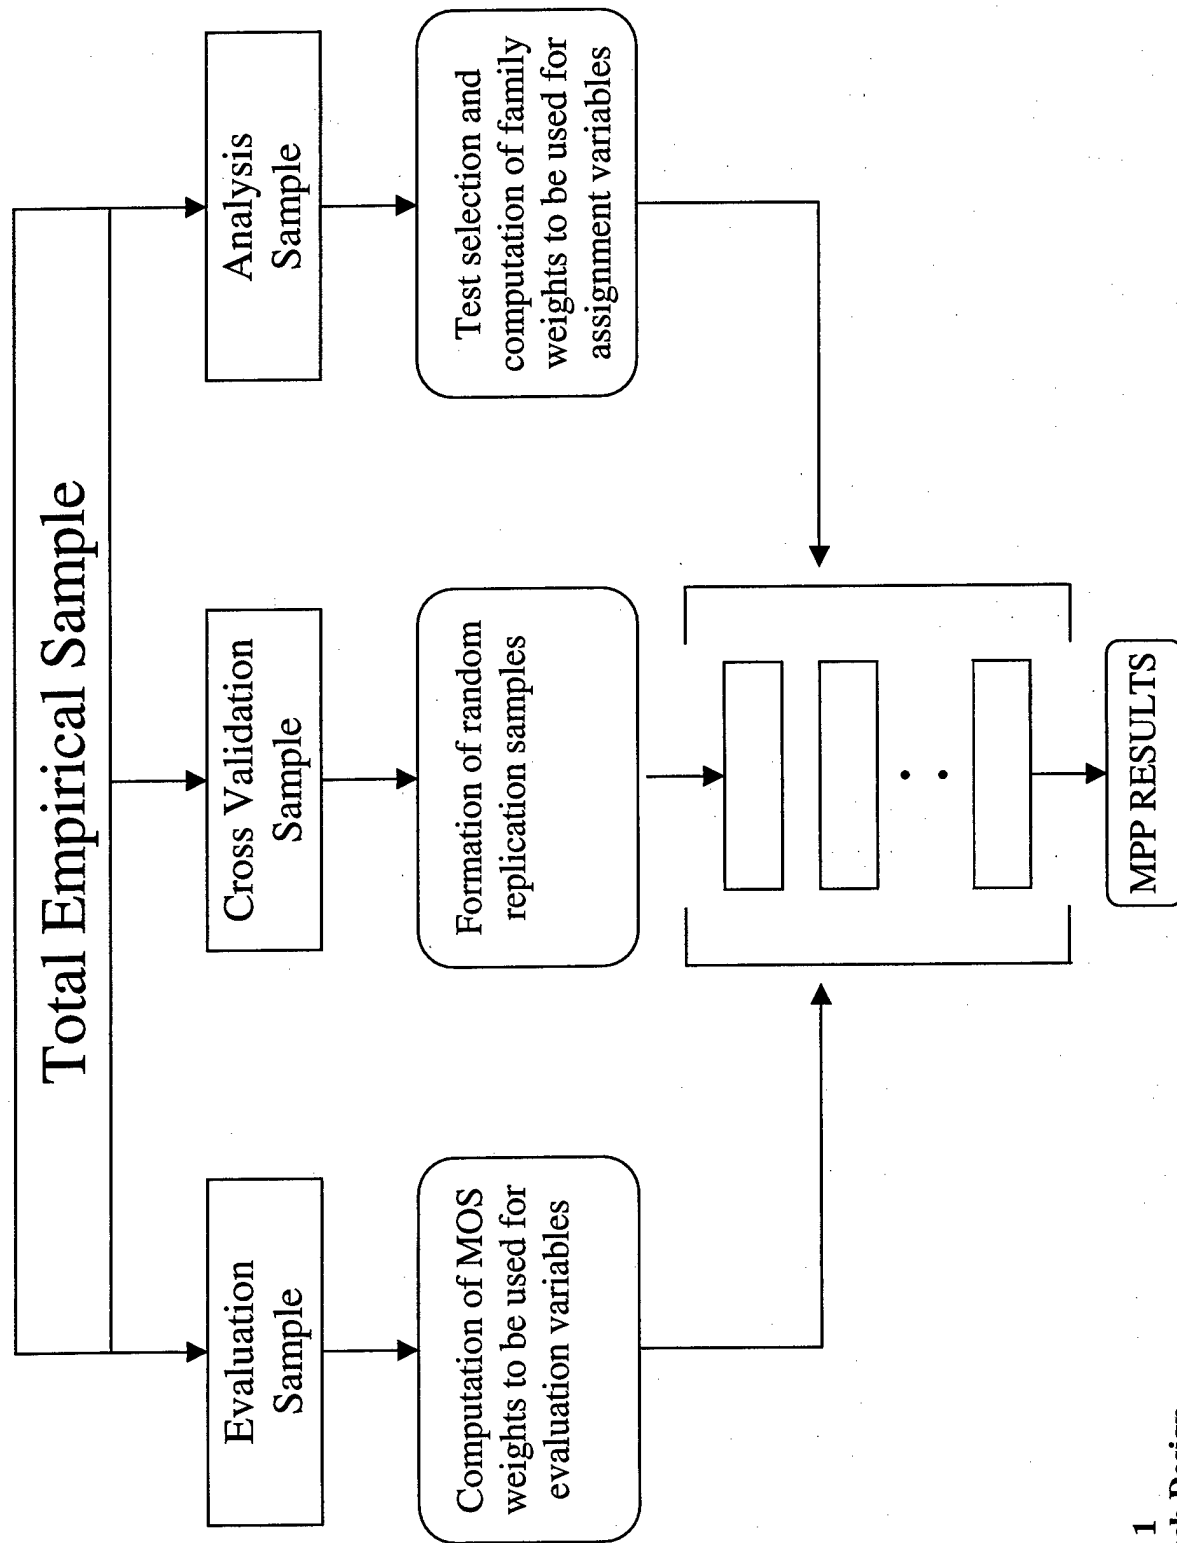 Total Empirical Sample
Evaluation
Sample
Cross Validation
Sample
Analysis
Sample
Computation of MOS
weights to be used for
evaluation variables
Formation of random
replication samples
Test selection and
computation of family
weights to be used for
assignment variables
MPP RESULTS
1
Design